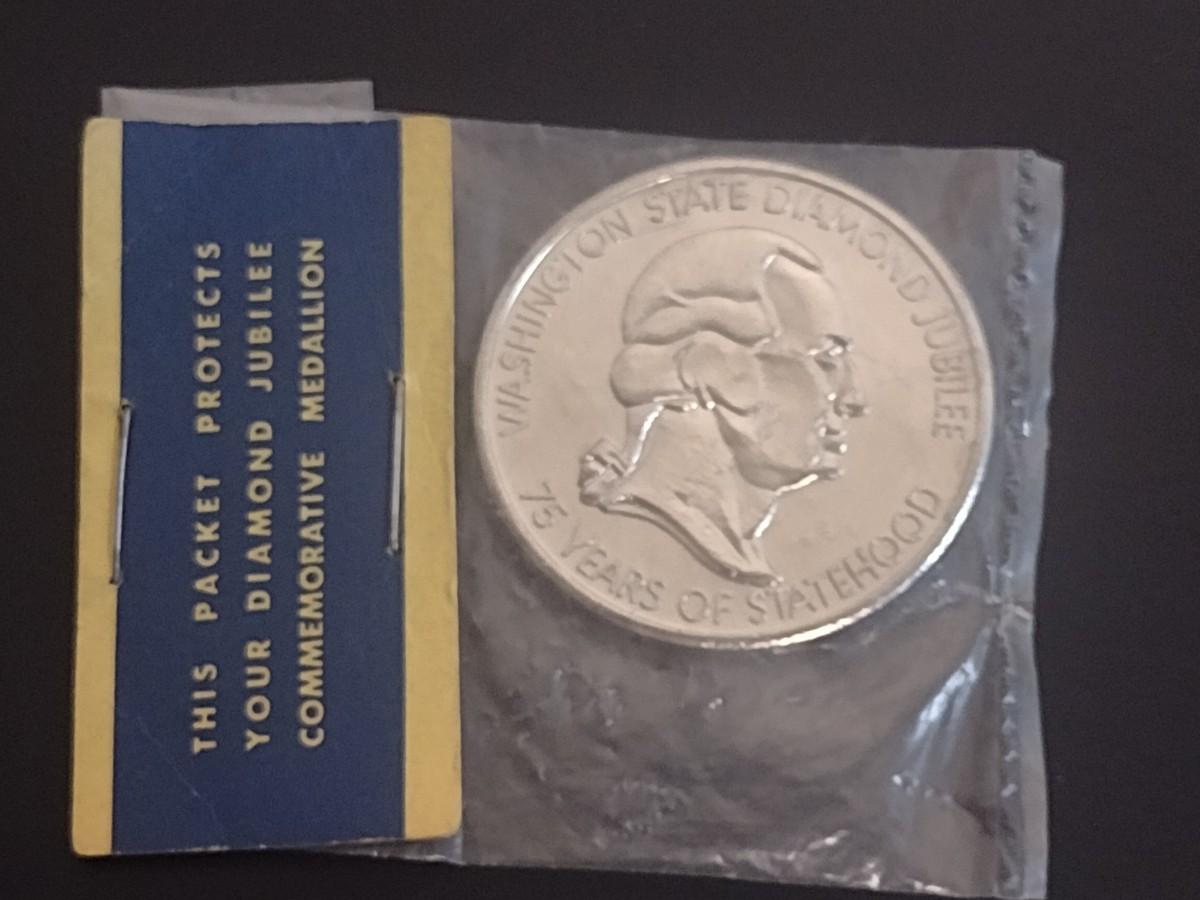 THIS PACKET PROTECTS
YOUR DIAMOND JUBILEE
COMMEMORATIVE MEDALLION
WASHINGTON STATE DIAMOND JUBILEE
75 YEARS OF STATEHOOD